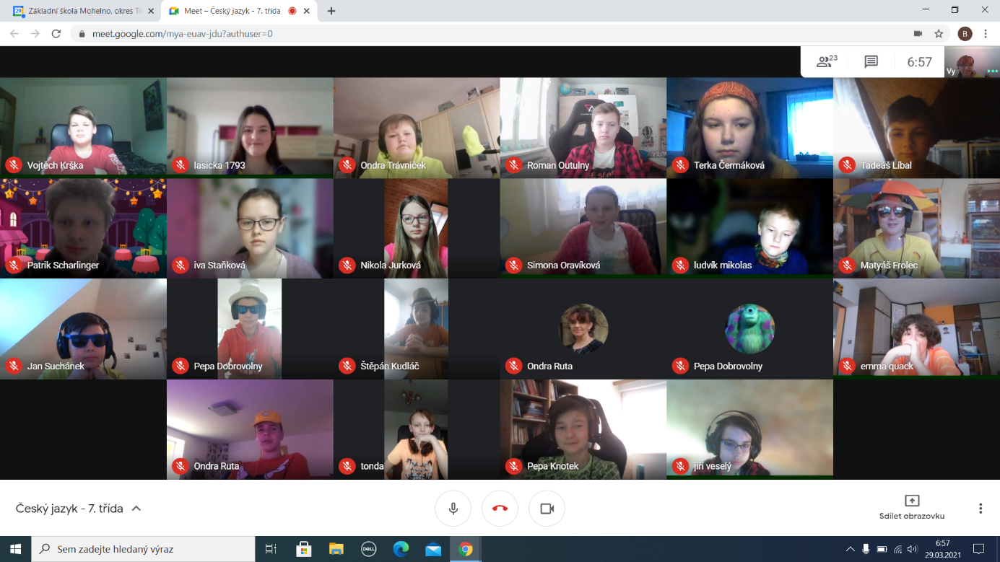 Základní škola Mohelno, okres Tř
Meet – Český jazyk - 7. třída
meet.google.com/mya-euav-jdu?authuser=0
B
23
6:57
Vy
Vojtěch Krška
lasicka 1793
Ondra Trávníček
Roman Outulny
Terka Čermáková
Tadeáš Líbal
Patrik Scharlinger
iva Staňková
Nikola Jurková
Simona Oravíková
ludvík mikolas
Matyáš Frolec
Jan Suchánek
Pepa Dobrovolny
Štěpán Kudláč
Ondra Ruta
Pepa Dobrovolny
emma quack
Ondra Ruta
tonda
Pepa Knotek
jiří veselý
Český jazyk - 7. třída
Sdílet obrazovku
Sem zadejte hledaný výraz
DELL
6:57
29.03.2021